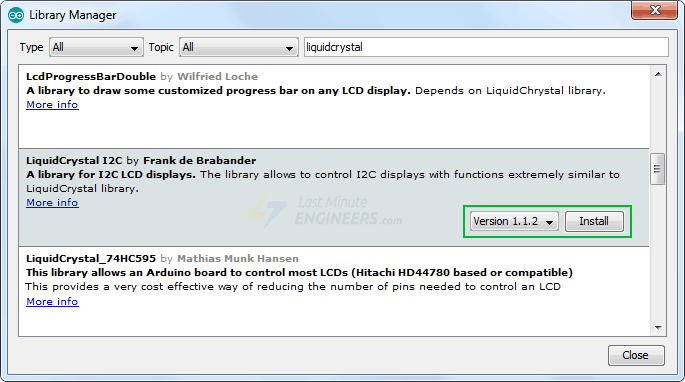 Library Manager
Type All Topic All liquidcrystal
LcdProgressBarDouble by Wilfried Loche
A library to draw some customized progress bar on any LCD display. Depends on LiquidChrystal library.
More info
LiquidCrystal I2C by Frank de Brabander
A library for I2C LCD displays. The library allows to control I2C displays with functions extremely similar to
LiquidCrystal library.
More info
Last Minute
ENGINEERS.com
Version 1.1.2 Install
LiquidCrystal_74HC595 by Mathias Munk Hansen
This library allows an Arduino board to control most LCDs (Hitachi HD44780 based or compatible)
This provides a very cost effective way of reducing the number of pins needed to control an LCD
More info
Close